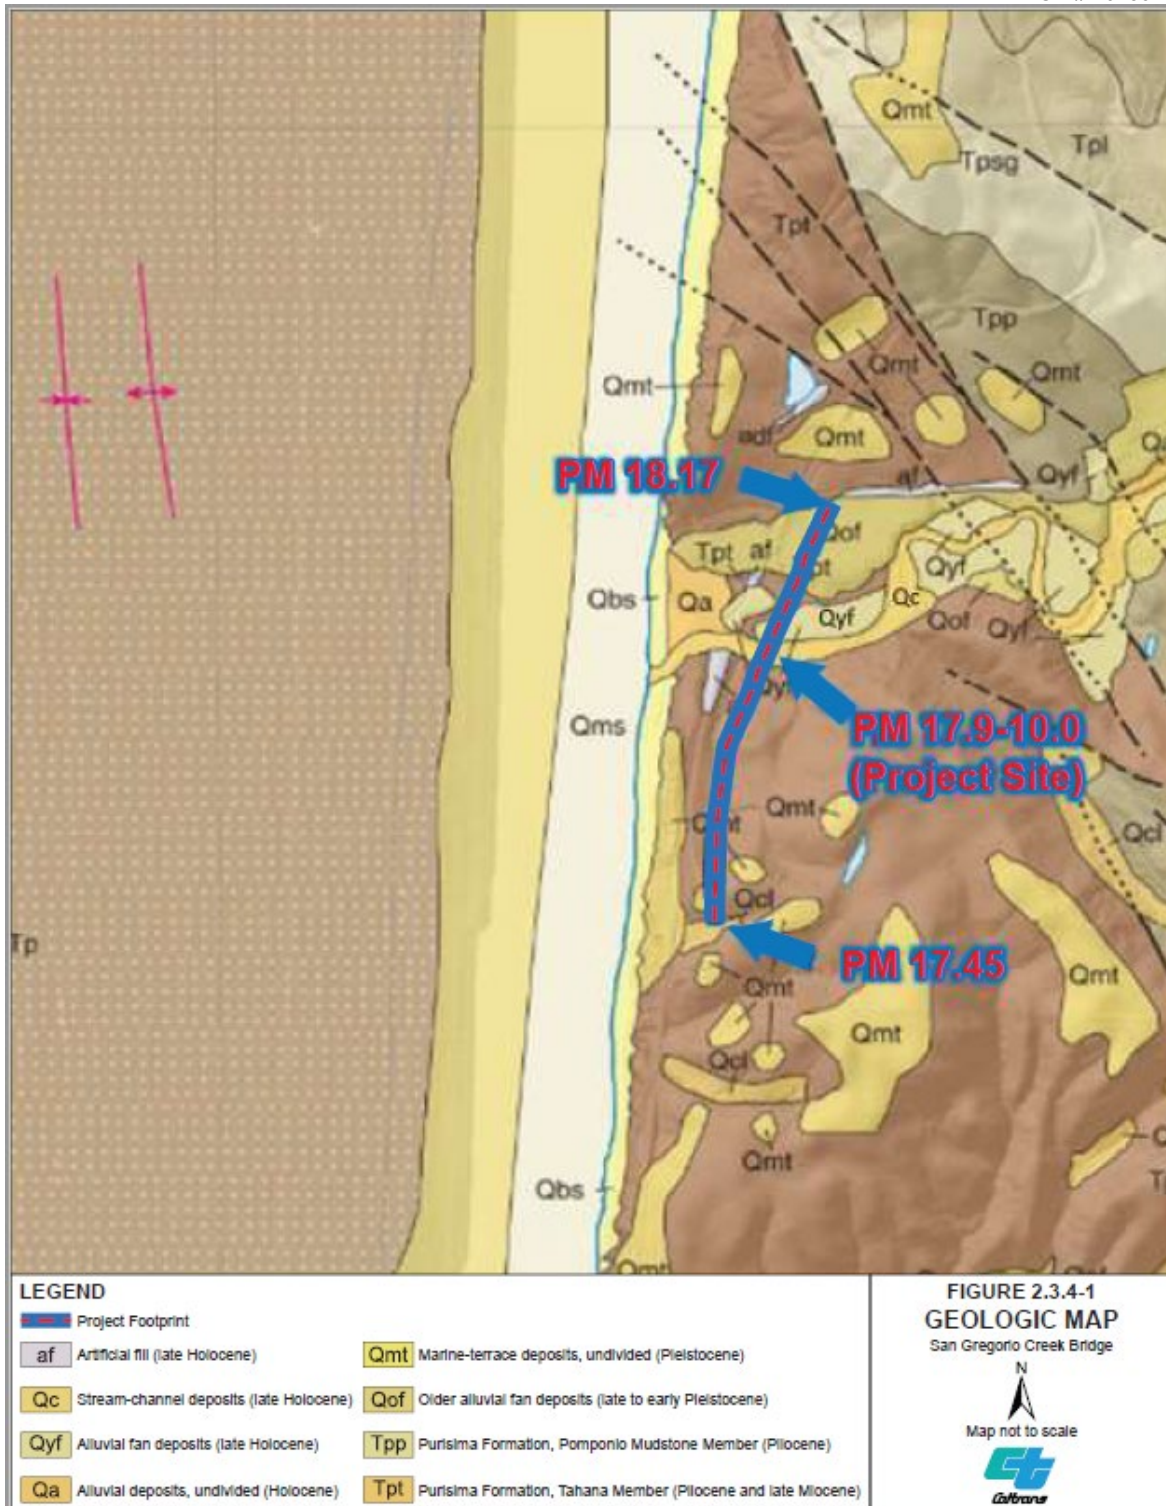 Qmt
Tpl
Tpsg
Tpt
Tpp
Qmt
Qmt
Qmt
adf
Qmt
PM 18.17
af
Qyf
Qof
Tpt af
Qyf
Qbs
Qa
Qyf
Qc
Qof
Qyf
Qms
PM 17.9-10.0
(Project Site)
Qmt
Qcl
Qcl
Tp
PM 17.45
Qmt
Qmt
Qmt
Qcl
Qmt
Qbs
Qmt
LEGEND
Project Footprint
af Artificial fill (late Holocene)
Qc Stream-channel deposits (late Holocene)
Qyf Alluvial fan deposits (late Holocene)
Qa Alluvial deposits, undivided (Holocene)
Qmt Marine-terrace deposits, undivided (Pleistocene)
Qof Older alluvial fan deposits (late to early Pleistocene)
Tpp Purisima Formation, Pomponio Mudstone Member (Pliocene)
Tpt Purisima Formation, Tahana Member (Pliocene and late Miocene)
FIGURE 2.3.4-1
GEOLOGIC MAP
San Gregorio Creek Bridge
N
Map not to scale
Caltrans